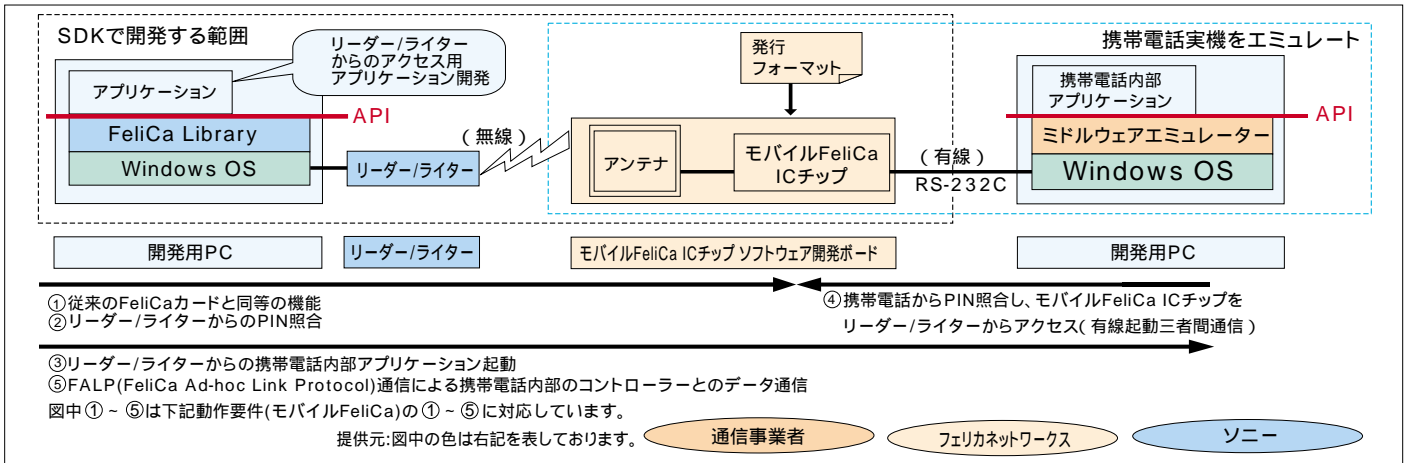 SDKで開発する範囲
リーダー/ライター
からのアクセス用
アプリケーション開発
アプリケーション
API
FeliCa Library
Windows OS
リーダー/ライター
(無線)
発行
フォーマット
アンテナ
モバイルFeliCa
ICチップ
(有線)
RS-232C
携帯電話実機をエミュレート
携帯電話内部
アプリケーション
API
ミドルウェアエミュレーター
Windows OS
開発用PC
リーダー/ライター
モバイルFeliCa ICチップ ソフトウェア開発ボード
開発用PC
①従来のFeliCaカードと同等の機能
②リーダー/ライターからのPIN照合
④携帯電話からPIN照合し、モバイルFeliCa ICチップを
リーダー/ライターからアクセス(有線起動三者間通信)
③リーダー/ライターからの携帯電話内部アプリケーション起動
⑤FALP(FeliCa Ad-hoc Link Protocol)通信による携帯電話内部のコントローラーとのデータ通信
図中①~⑤は下記動作要件(モバイルFeliCa)の①~⑤に対応しています。
提供元:図中の色は右記を表しております。
通信事業者
フェリカネットワークス
ソニー